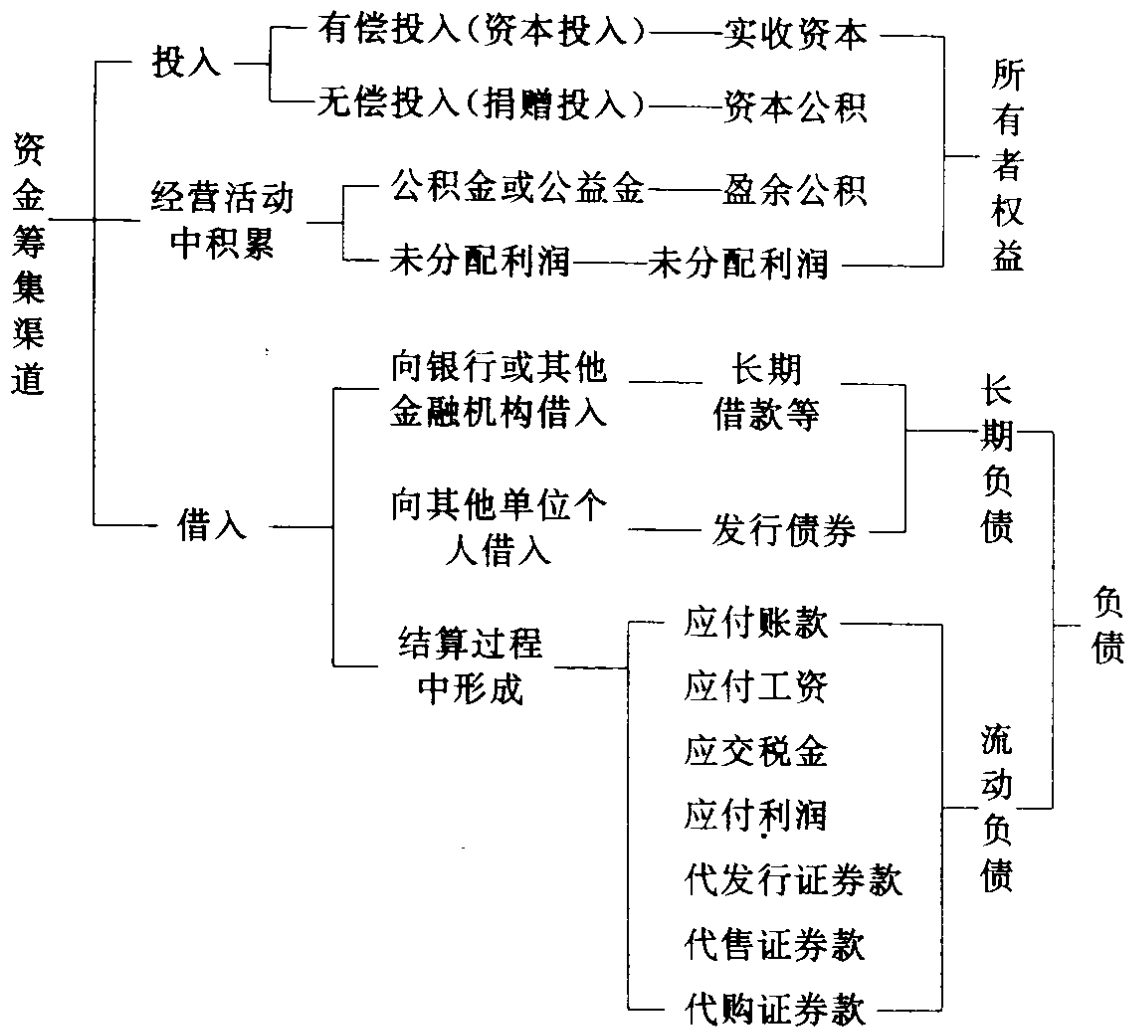 资金筹集渠道
投入
有偿投入(资本投入)
实收资本
无偿投入(捐赠投入)
资本公积
经营活动
中积累
公积金或公益金
盈余公积
未分配利润
未分配利润
所有者权益
借入
向银行或其他
金融机构借入
长期
借款等
向其他单位个
人借入
发行债券
长期负债
结算过程
中形成
应付账款
应付工资
应交税金
应付利润
代发行证券款
代售证券款
代购证券款
流动负债
负债